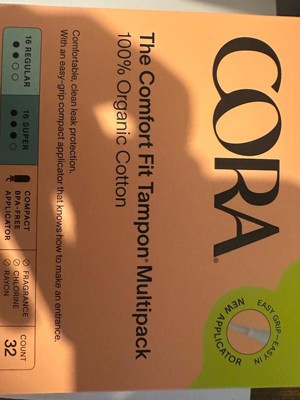 CORA®
EASY GRIP–EASY IN
NEW APPLICATOR
The Comfort Fit Tampon® Multipack
100% Organic Cotton
Comfortable, clean leak protection.
With an easy-grip compact applicator that knows how to make an entrance.
16 REGULAR
16 SUPER
COMPACT
BPA-FREE
APPLICATOR
FRAGRANCE
CHLORINE
RAYON
COUNT
32